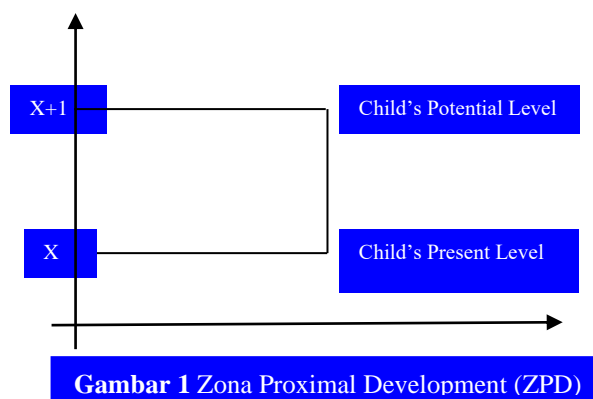 X+1
Child’s Potential Level
X
Child’s Present Level
Gambar 1 Zona Proximal Development (ZPD)